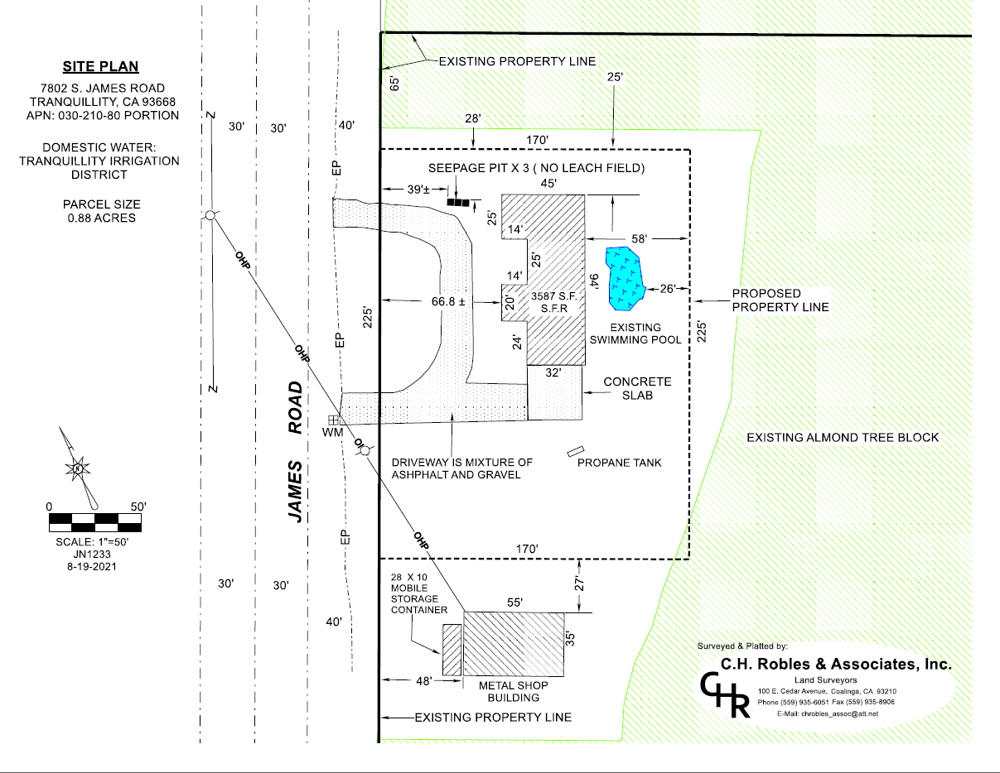 SITE PLAN
7802 S. JAMES ROAD
TRANQUILLITY, CA 93668
APN: 030-210-80 PORTION
DOMESTIC WATER:
TRANQUILLITY IRRIGATION
DISTRICT
PARCEL SIZE
0.88 ACRES
Z
Z
30'
30'
40'
EP
EP
EP
OHP
OHP
OHP
JAMES ROAD
WM
N
0 50'
SCALE: 1"=50'
JN1233
8-19-2021
30'
30'
40'
EXISTING PROPERTY LINE
65'
25'
28'
170'
SEEPAGE PIT X 3 ( NO LEACH FIELD)
39'±
45'
25'
14'
25'
14'
20'
24'
66.8 ±
225'
3587 S.F.
S.F.R
94'
58'
26'
EXISTING
SWIMMING POOL
PROPOSED
PROPERTY LINE
225'
32'
CONCRETE
SLAB
DRIVEWAY IS MIXTURE OF
ASHPHALT AND GRAVEL
PROPANE TANK
EXISTING ALMOND TREE BLOCK
170'
27'
28 X 10
MOBILE
STORAGE
CONTAINER
55'
35'
48'
METAL SHOP
BUILDING
EXISTING PROPERTY LINE
Surveyed & Platted by:
C.H. Robles & Associates, Inc.
CHR
Land Surveyors
100 E. Cedar Avenue, Coalinga, CA 93210
Phone (559) 935-6051 Fax (559) 935-8906
E-Mail: chrobles_assoc@att.net